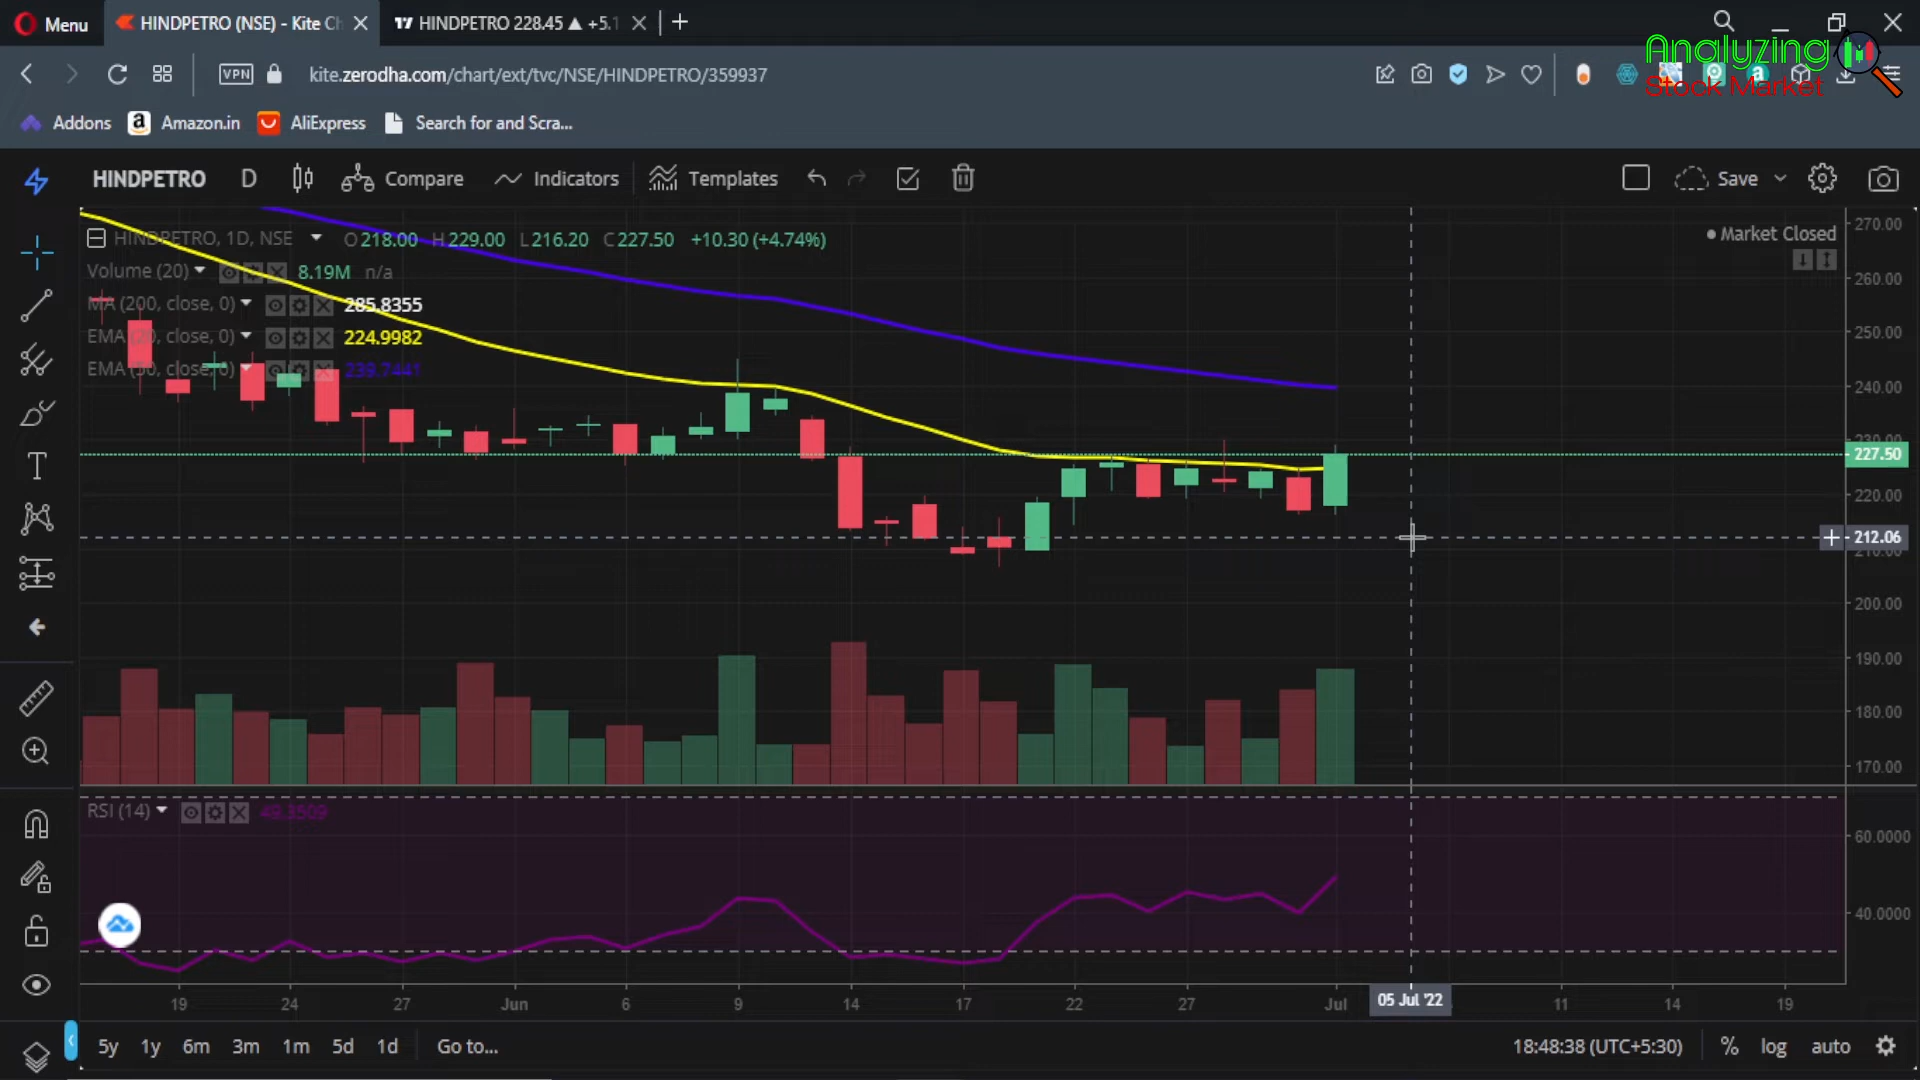 Menu
HINDPETRO (NSE) - Kite Ch
HINDPETRO 228.45 ▲ +5.1
Analyzing
Stock Market
VPN
kite.zerodha.com/chart/ext/tvc/NSE/HINDPETRO/359937
Addons
Amazon.in
AliExpress
Search for and Scra...
HINDPETRO D Compare Indicators Templates Save
HINDPETRO, 1D, NSE O218.00 H229.00 L216.20 C227.50 +10.30 (+4.74%)
Market Closed
Volume (20) 8.19M n/a
MA (200, close, 0) 285.8355
EMA (20, close, 0) 224.9982
EMA (50, close, 0) 239.7441
270.00
260.00
250.00
240.00
230.00
227.50
220.00
212.06
210.00
200.00
190.00
180.00
170.00
RSI (14) 49.3509
60.0000
40.0000
19 24 27 Jun 6 9 14 17 22 27 Jul 05 Jul '22 11 14 19
5y 1y 6m 3m 1m 5d 1d Go to... 18:48:38 (UTC+5:30) % log auto